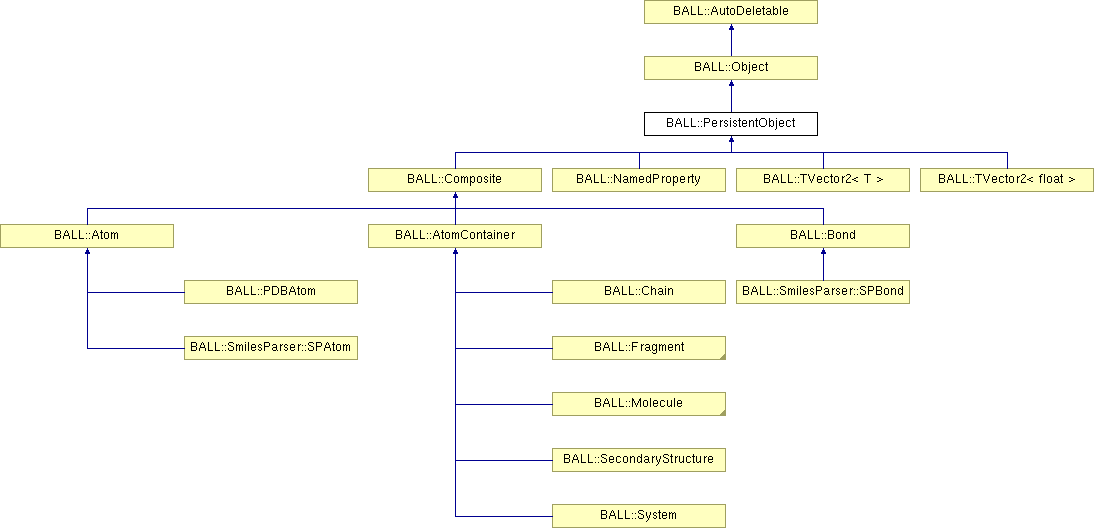 BALL::AutoDeletable
BALL::Object
BALL::PersistentObject
BALL::Composite
BALL::NamedProperty
BALL::TVector2< T >
BALL::TVector2< float >
BALL::Atom
BALL::AtomContainer
BALL::Bond
BALL::PDBAtom
BALL::Chain
BALL::SmilesParser::SPBond
BALL::SmilesParser::SPAtom
BALL::Fragment
BALL::Molecule
BALL::SecondaryStructure
BALL::System